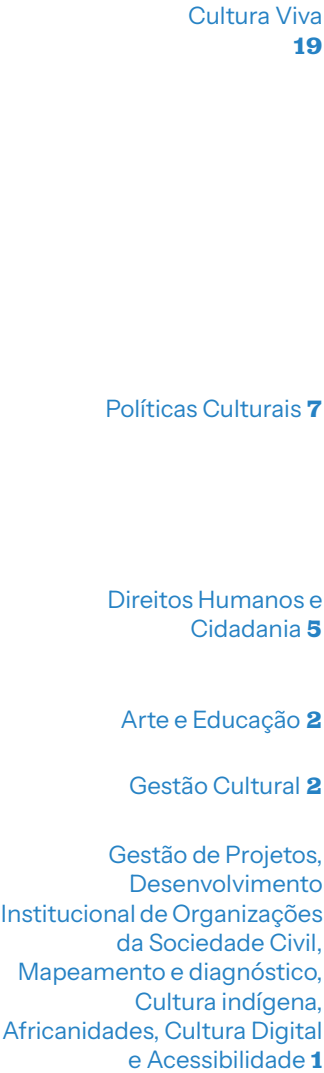 Cultura Viva
19
Políticas Culturais 7
Direitos Humanos e
Cidadania 5
Arte e Educação 2
Gestão Cultural 2
Gestão de Projetos,
Desenvolvimento
Institucional de Organizações
da Sociedade Civil,
Mapeamento e diagnóstico,
Cultura indígena,
Africanidades, Cultura Digital
e Acessibilidade 1